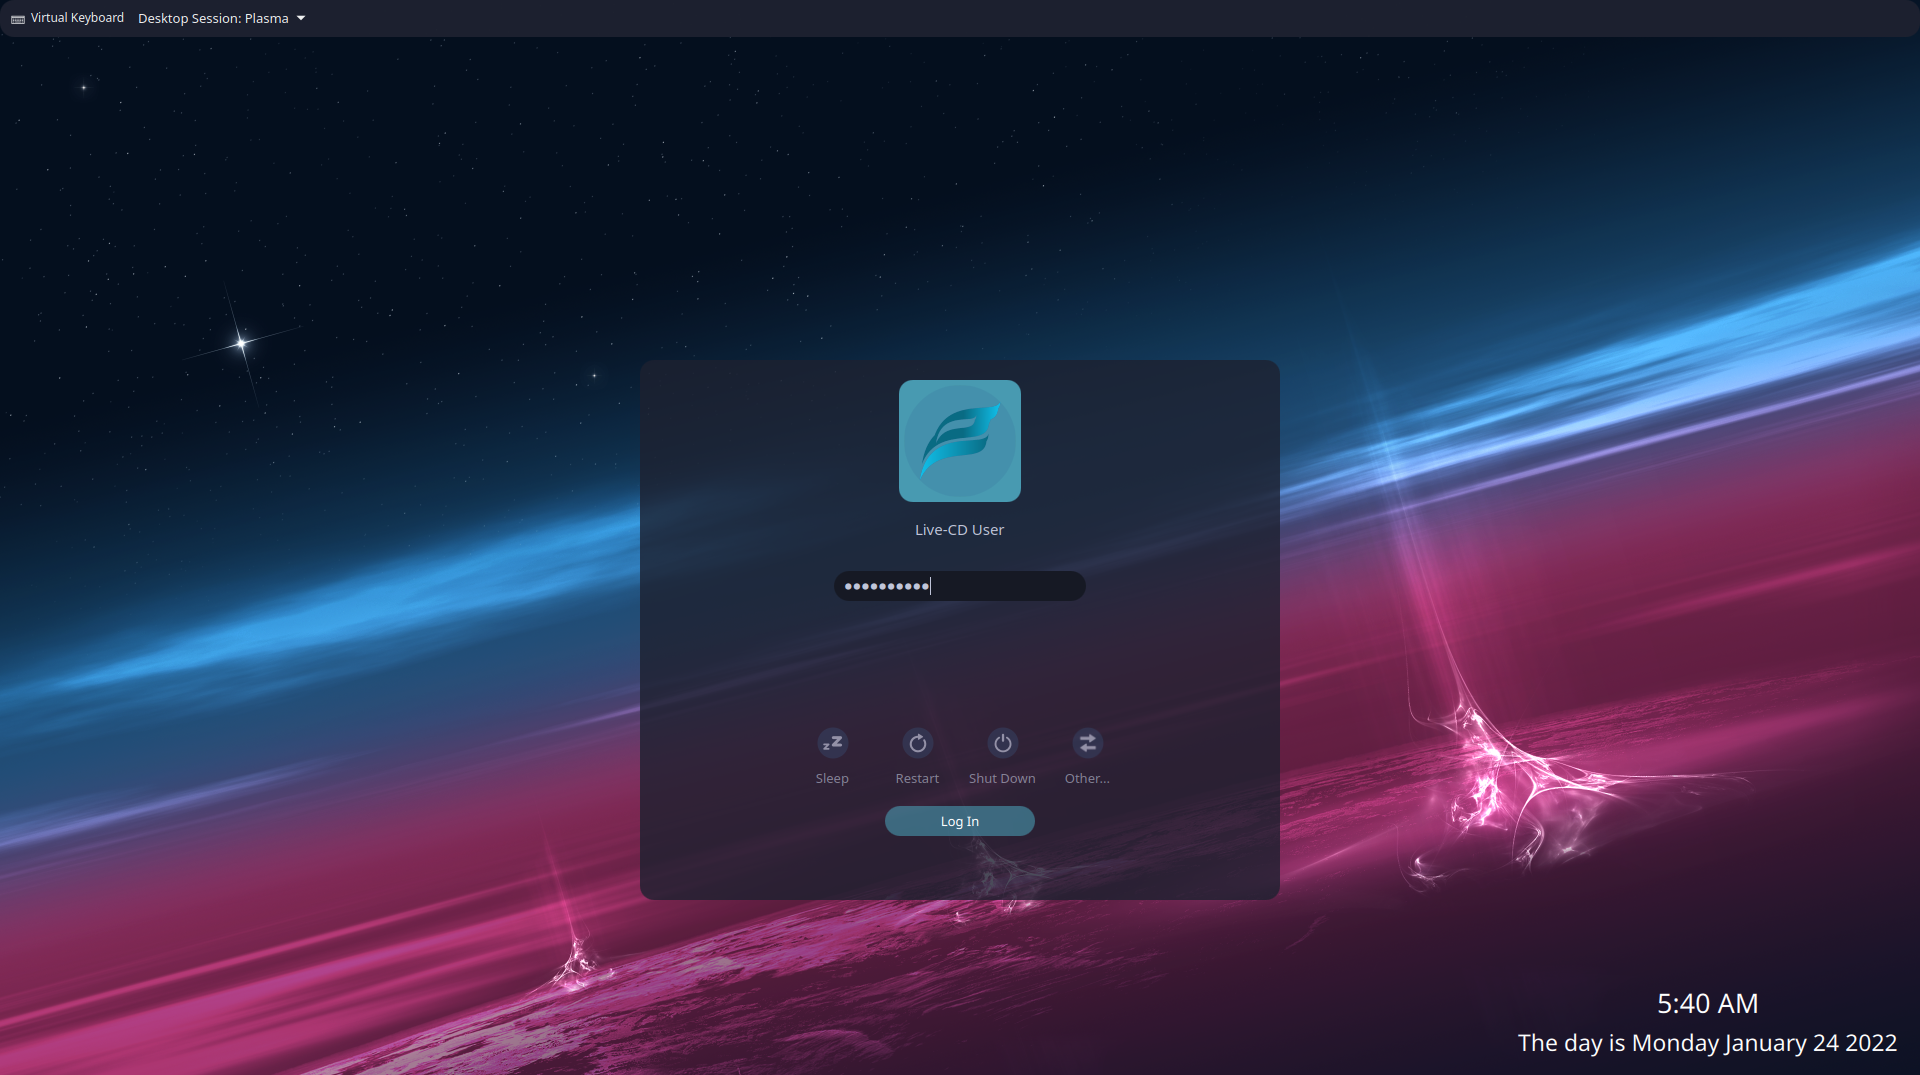 Virtual Keyboard Desktop Session: Plasma
Live-CD User
Sleep Restart Shut Down Other...
Log In
5:40 AM
The day is Monday January 24 2022